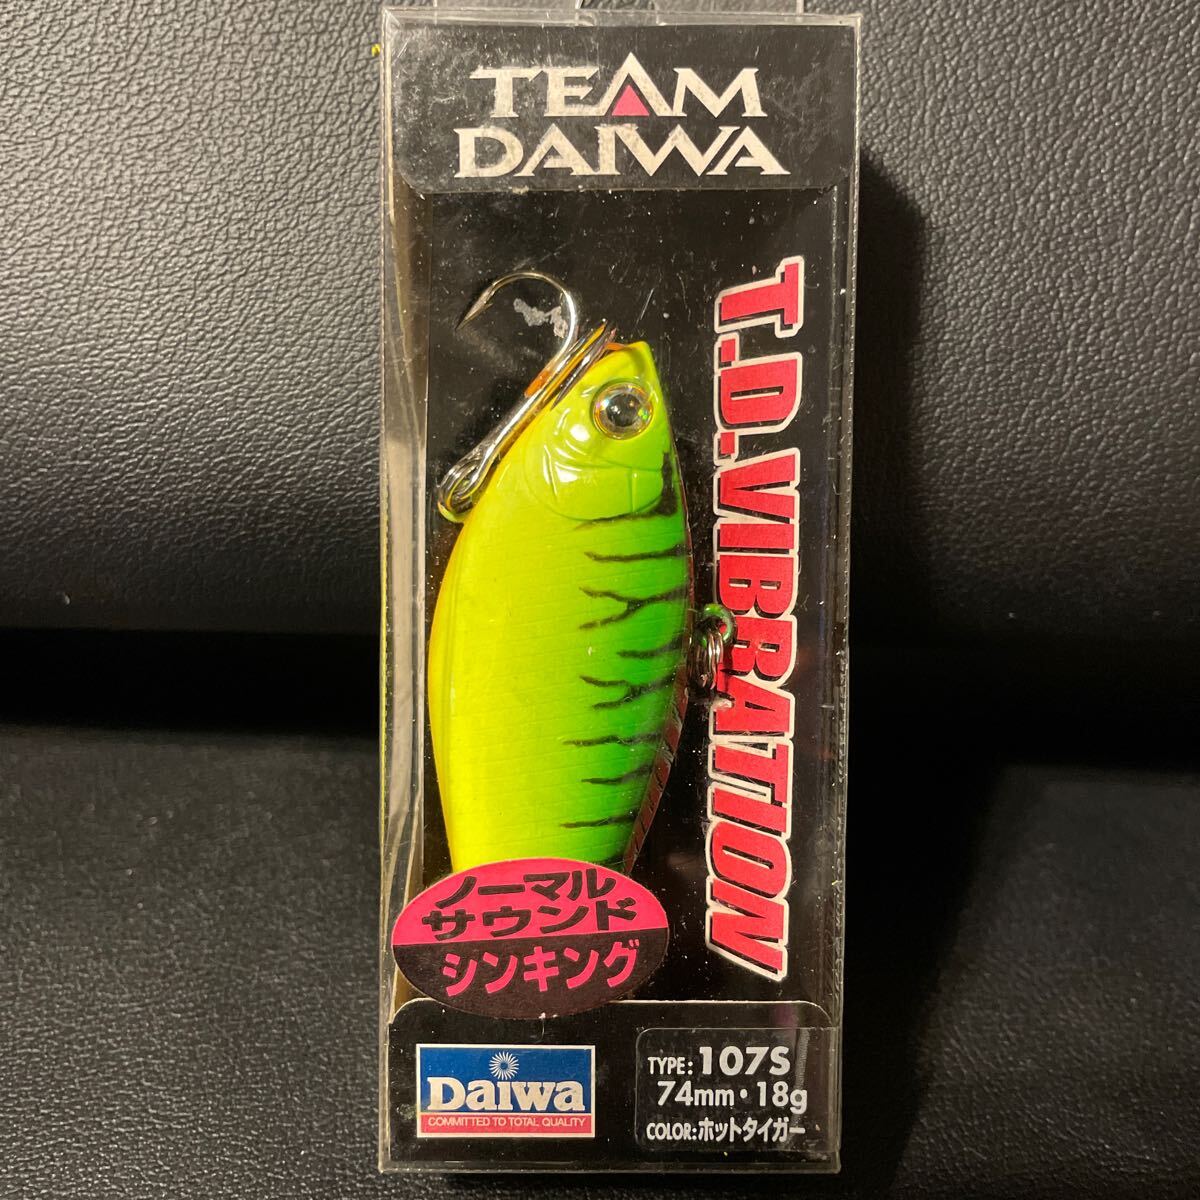 TEAM
DAIWA
T.D.VIBRATION
ノーマル
サウンド
シンキング
Daiwa
COMMITTED TO TOTAL QUALITY
TYPE: 107S
74mm・18g
COLOR:ホットタイガー